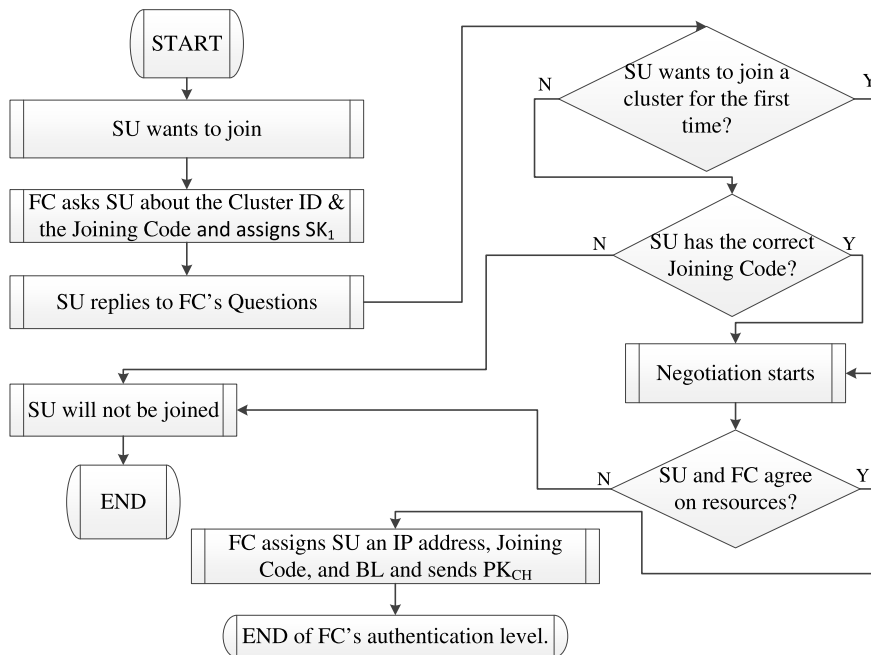 START
SU wants to join
FC asks SU about the Cluster ID &
the Joining Code and assigns SK₁
SU replies to FC's Questions
SU wants to join a
cluster for the first
time?
N
Y
SU has the correct
Joining Code?
N
Y
Negotiation starts
SU and FC agree
on resources?
N
Y
SU will not be joined
END
FC assigns SU an IP address, Joining
Code, and BL and sends PK_CH
END of FC's authentication level.